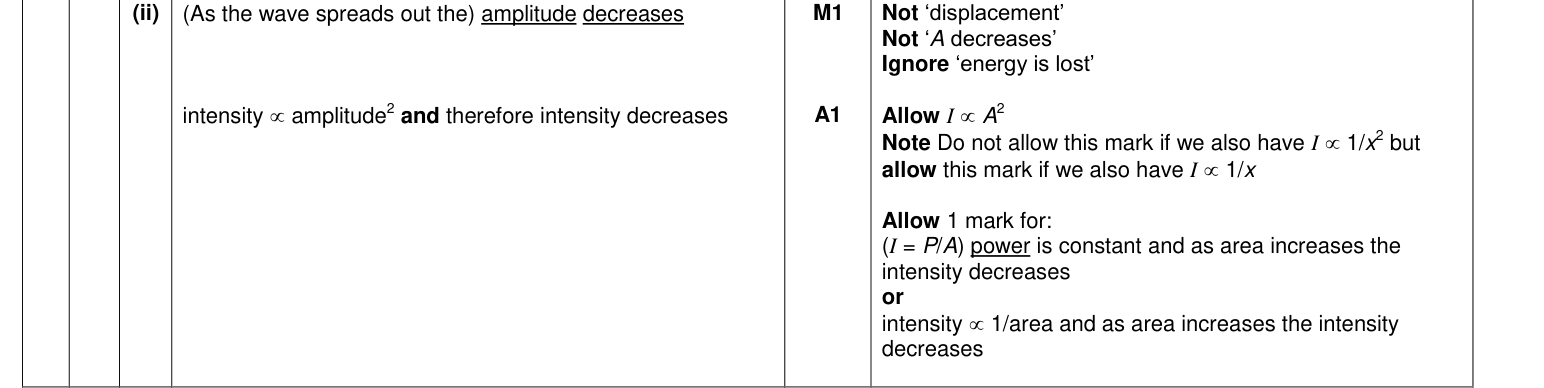 (ii) (As the wave spreads out the) amplitude decreases M1 Not ‘displacement’
Not ‘A decreases’
Ignore ‘energy is lost’
intensity ∝ amplitude² and therefore intensity decreases A1 Allow I ∝ A²
Note Do not allow this mark if we also have I ∝ 1/x² but
allow this mark if we also have I ∝ 1/x
Allow 1 mark for:
(I = P/A) power is constant and as area increases the
intensity decreases
or
intensity ∝ 1/area and as area increases the intensity
decreases